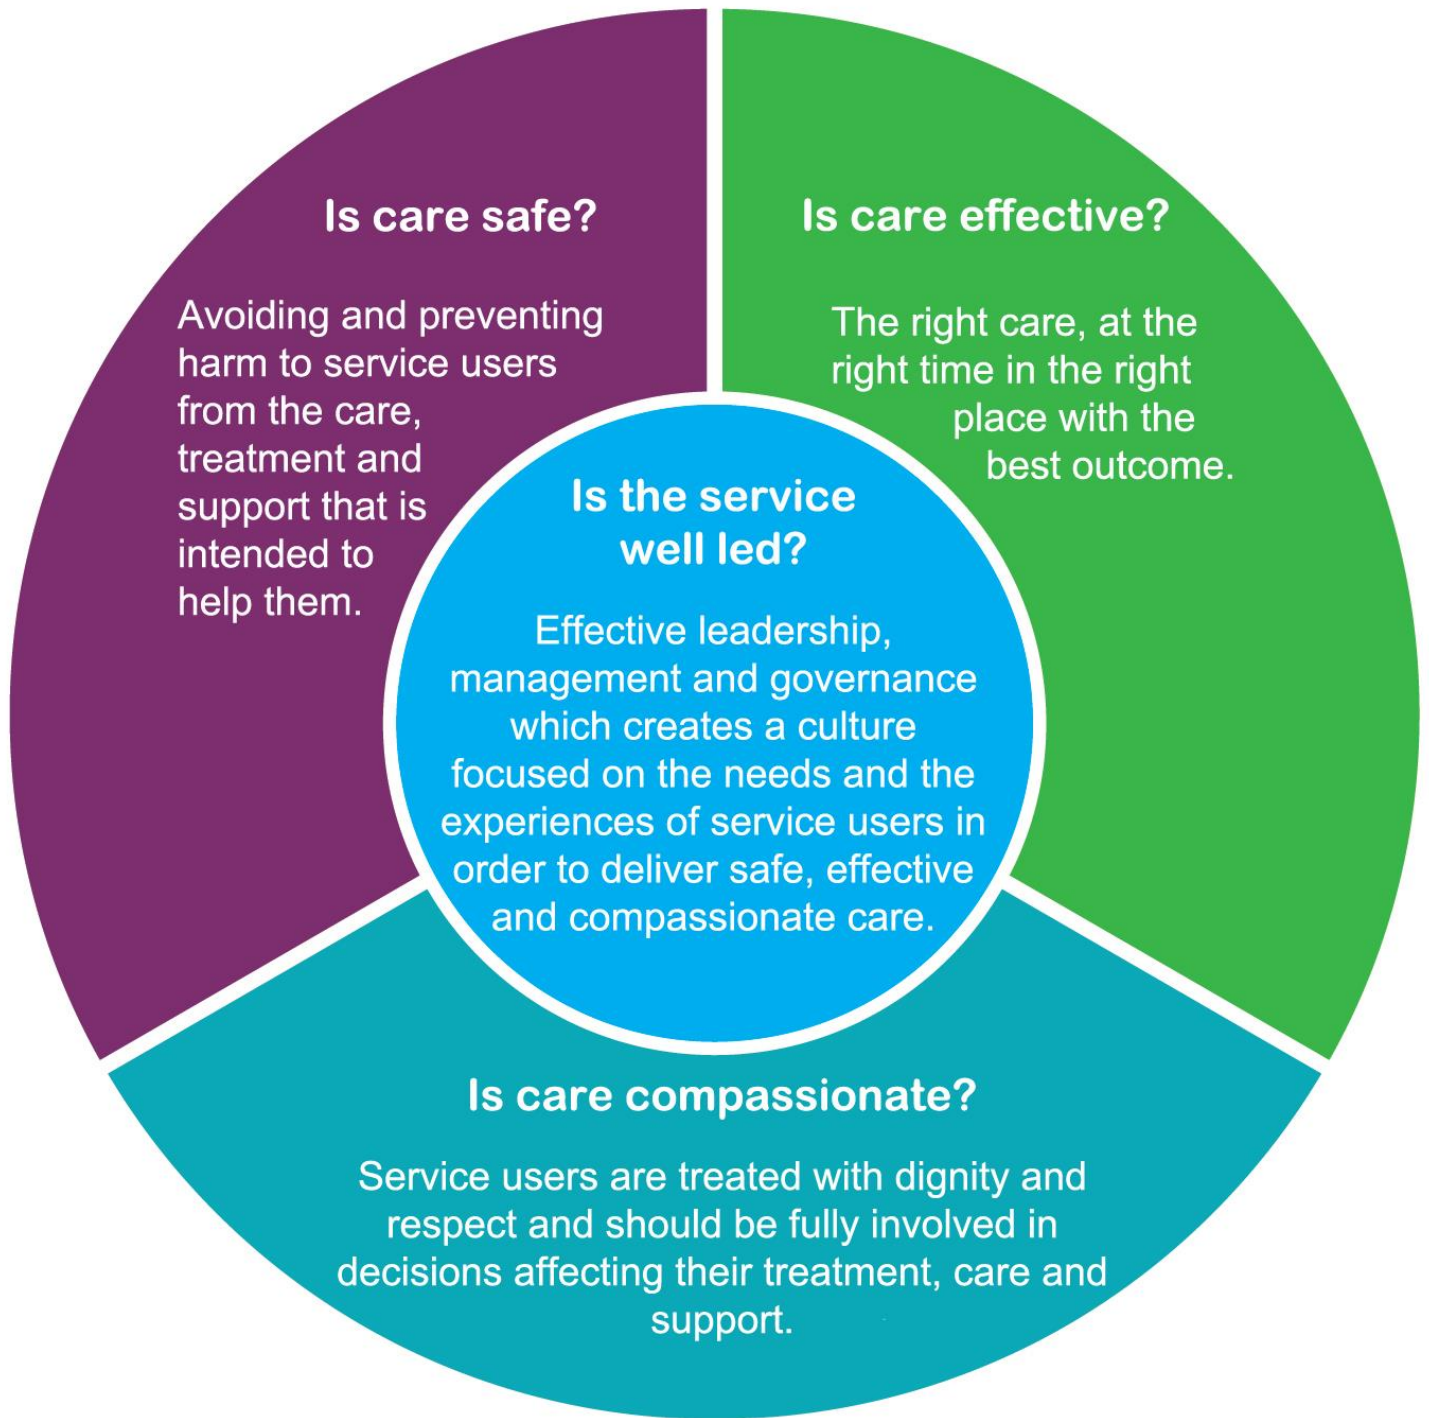 Is care safe?
Avoiding and preventing
harm to service users
from the care,
treatment and
support that is
intended to
help them.
Is care effective?
The right care, at the
right time in the right
place with the
best outcome.
Is the service
well led?
Effective leadership,
management and governance
which creates a culture
focused on the needs and the
experiences of service users in
order to deliver safe, effective
and compassionate care.
Is care compassionate?
Service users are treated with dignity and
respect and should be fully involved in
decisions affecting their treatment, care and
support.